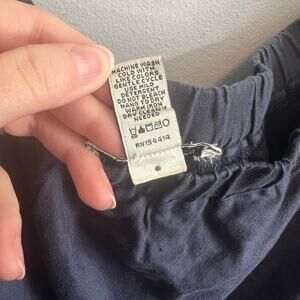 MACHINE WASH
COLD WITH
LIKE COLORS
GENTLE CYCLE
USE MILD
DETERGENT
DO NOT BLEACH
HANG TO DRY
WARM IRON
DRY CLEAN IF
NEEDED
RN154414